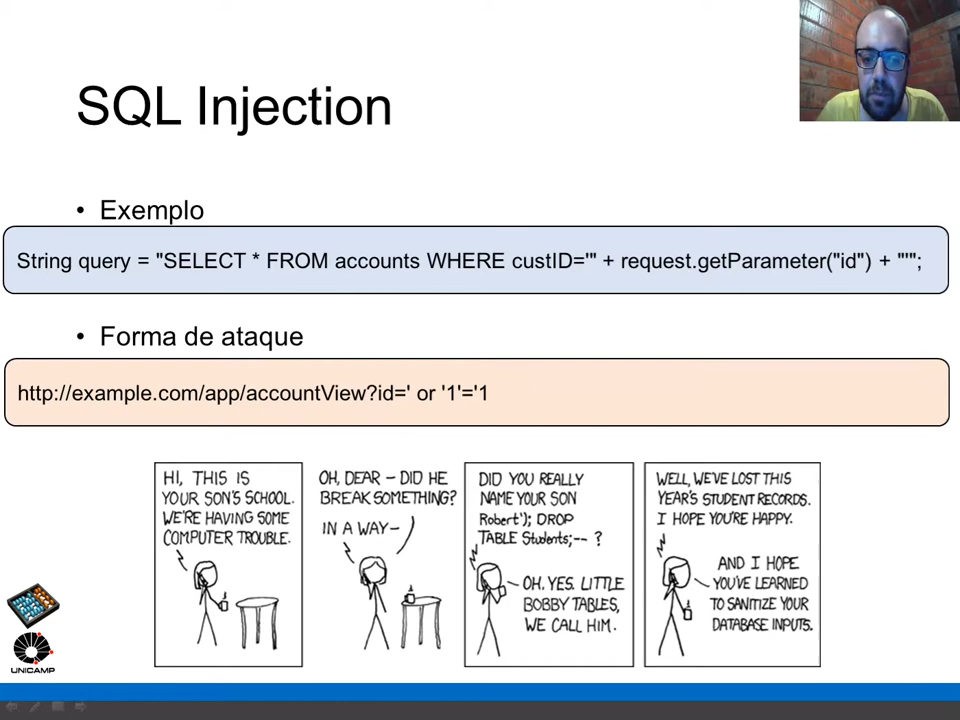 SQL Injection
• Exemplo
String query = "SELECT * FROM accounts WHERE custID='" + request.getParameter("id") + "'";
• Forma de ataque
http://example.com/app/accountView?id=' or '1'='1
HI, THIS IS
YOUR SON'S SCHOOL.
WE'RE HAVING SOME
COMPUTER TROUBLE.
OH, DEAR – DID HE
BREAK SOMETHING?
IN A WAY–
DID YOU REALLY
NAME YOUR SON
Robert'); DROP
TABLE Students;-- ?
OH. YES. LITTLE
BOBBY TABLES,
WE CALL HIM.
WELL, WE'VE LOST THIS
YEAR'S STUDENT RECORDS.
I HOPE YOU'RE HAPPY.
AND I HOPE
YOU'VE LEARNED
TO SANITIZE YOUR
DATABASE INPUTS.
UNICAMP